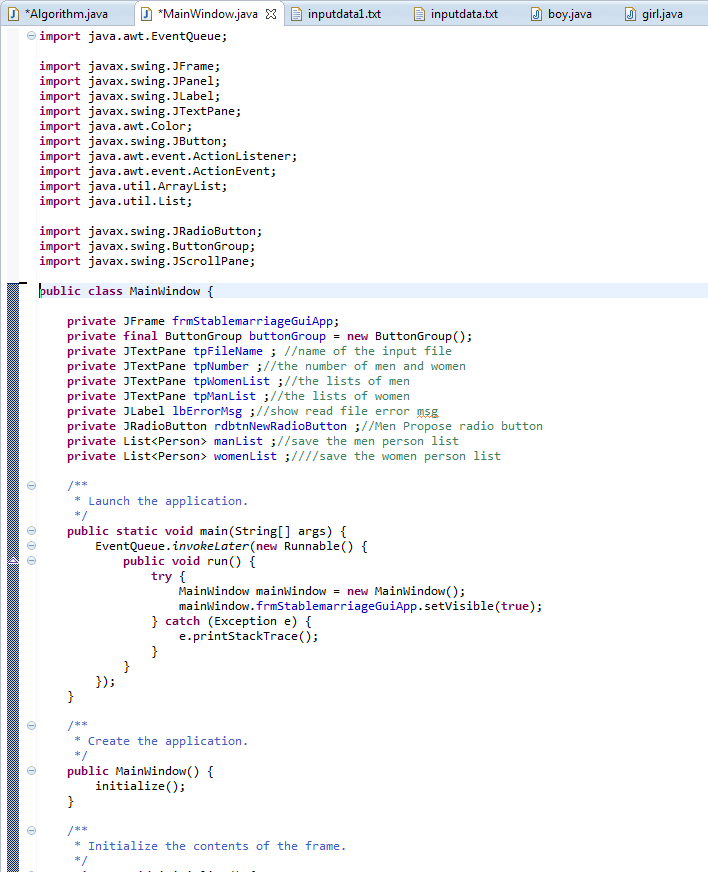 *Algorithm.java *MainWindow.java inputdata1.txt inputdata.txt boy.java girl.java
import java.awt.EventQueue;
import javax.swing.JFrame;
import javax.swing.JPanel;
import javax.swing.JLabel;
import javax.swing.JTextPane;
import java.awt.Color;
import javax.swing.JButton;
import java.awt.event.ActionListener;
import java.awt.event.ActionEvent;
import java.util.ArrayList;
import java.util.List;
import javax.swing.JRadioButton;
import javax.swing.ButtonGroup;
import javax.swing.JScrollPane;
public class MainWindow {
private JFrame frmStablemarriageGuiApp;
private final ButtonGroup buttonGroup = new ButtonGroup();
private JTextPane tpFileName ; //name of the input file
private JTextPane tpNumber ;//the number of men and women
private JTextPane tpWomenList ;//the lists of men
private JTextPane tpManList ;//the lists of women
private JLabel lbErrorMsg ;//show read file error msg
private JRadioButton rdbtnNewRadioButton ;//Men Propose radio button
private List<Person> manList ;//save the men person list
private List<Person> womenList ;////save the women person list
/**
* Launch the application.
*/
public static void main(String[] args) {
EventQueue.invokeLater(new Runnable() {
public void run() {
try {
MainWindow mainWindow = new MainWindow();
mainWindow.frmStablemarriageGuiApp.setVisible(true);
} catch (Exception e) {
e.printStackTrace();
}
}
});
}
/**
* Create the application.
*/
public MainWindow() {
initialize();
}
/**
* Initialize the contents of the frame.
*/